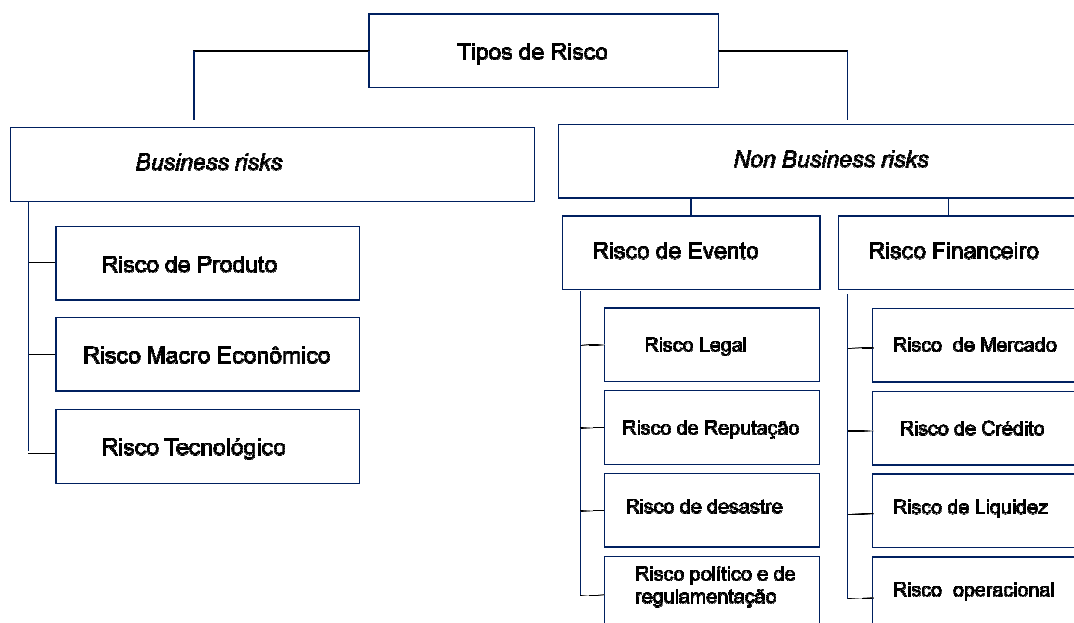 Tipos de Risco
Business risks
Risco de Produto
Risco Macro Econômico
Risco Tecnológico
Non Business risks
Risco de Evento
Risco Legal
Risco de Reputação
Risco de desastre
Risco político e de
regulamentação
Risco Financeiro
Risco de Mercado
Risco de Crédito
Risco de Liquidez
Risco operacional